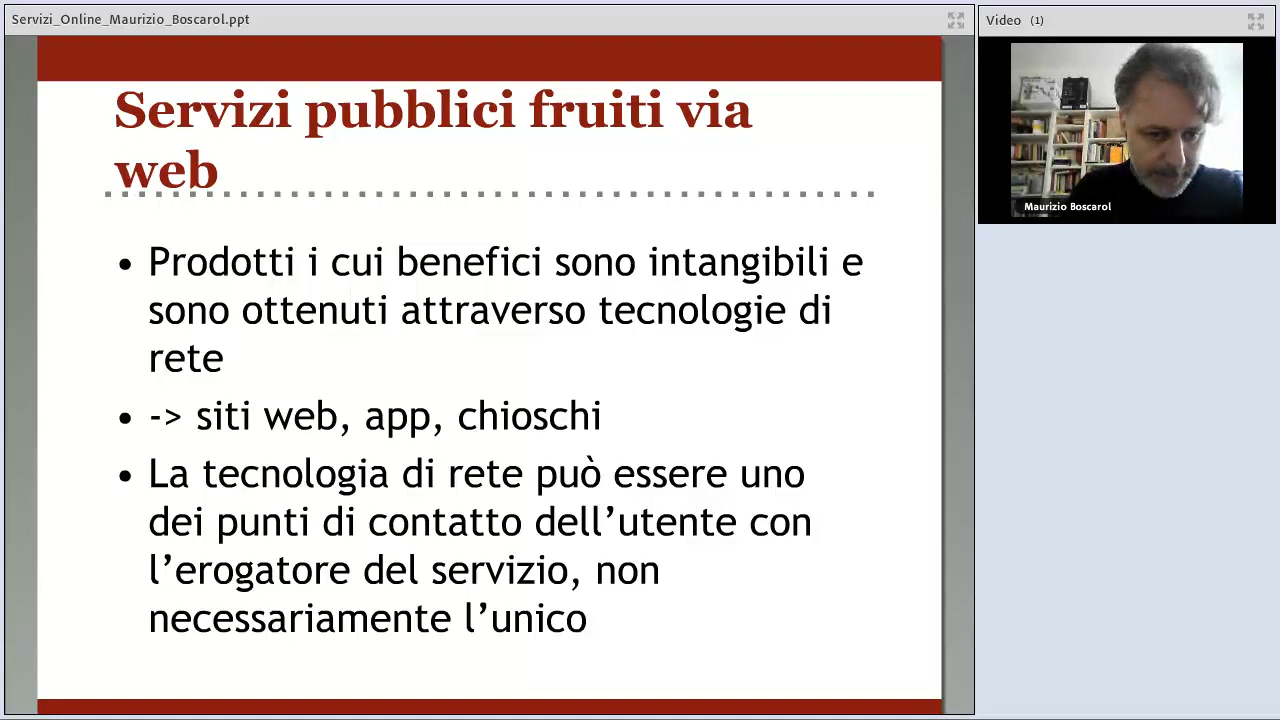 Servizi_Online_Maurizio_Boscarol.ppt
Video (1)
Servizi pubblici fruiti via
web
• Prodotti i cui benefici sono intangibili e
sono ottenuti attraverso tecnologie di
rete
• -> siti web, app, chioschi
• La tecnologia di rete può essere uno
dei punti di contatto dell’utente con
l’erogatore del servizio, non
necessariamente l’unico
Maurizio Boscarol